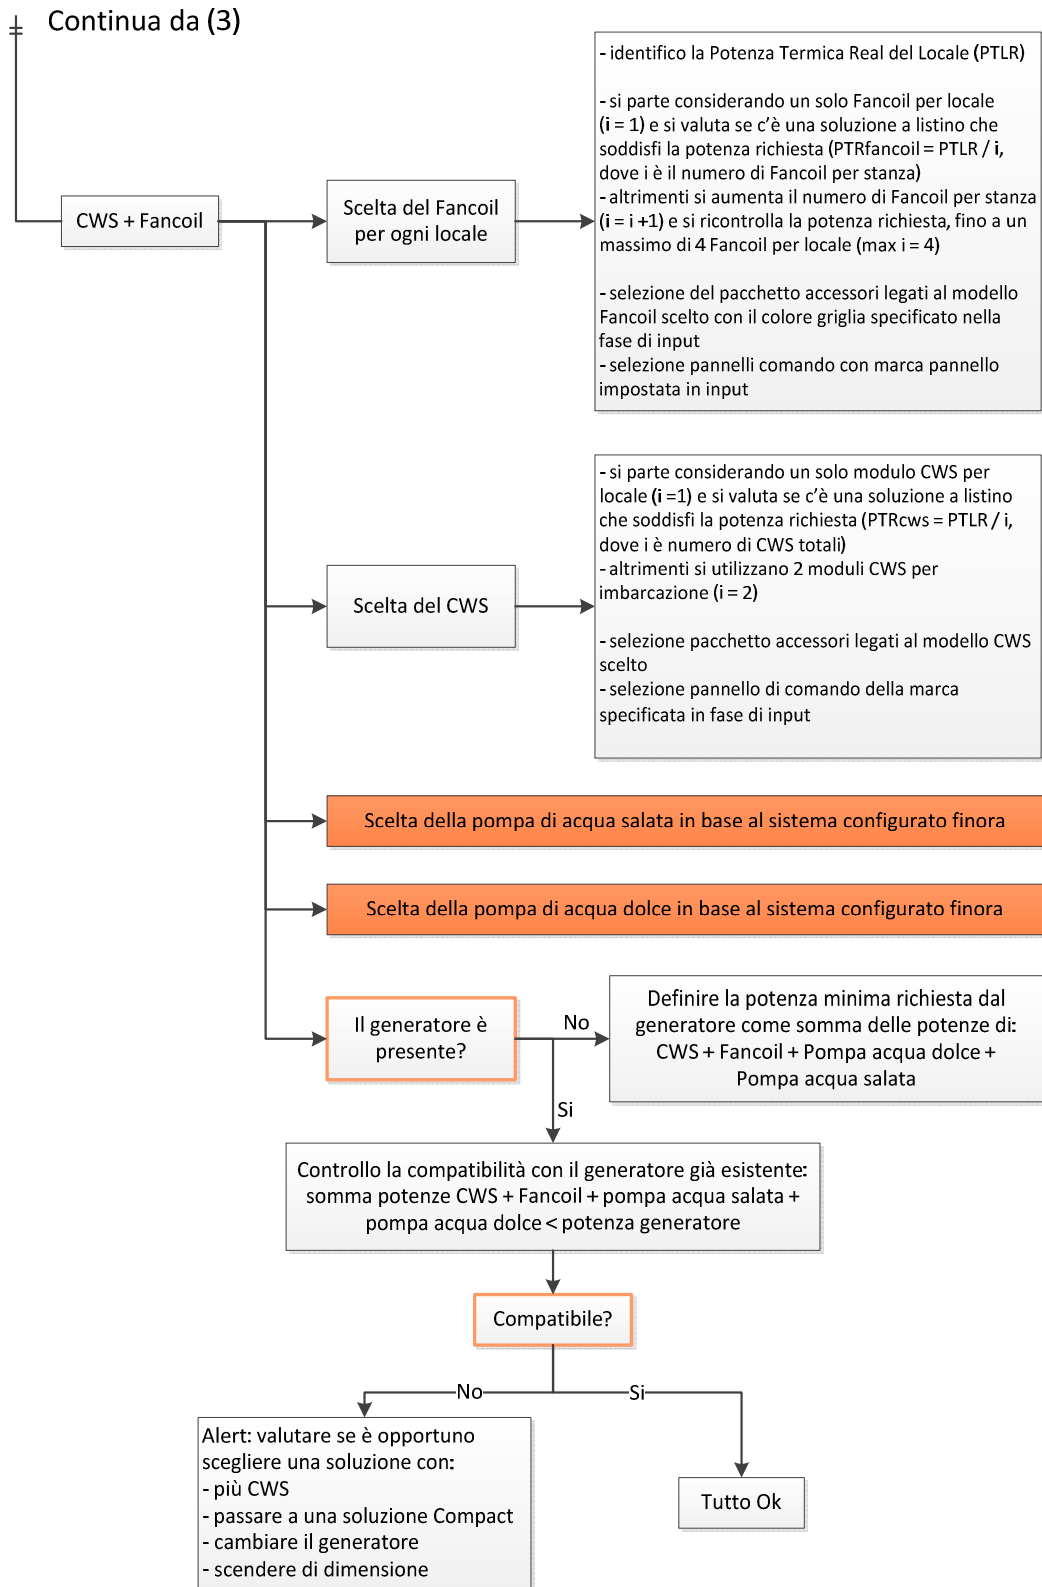 Continua da (3)
CWS + Fancoil
Scelta del Fancoil
per ogni locale
- identifico la Potenza Termica Real del Locale (PTLR)
- si parte considerando un solo Fancoil per locale
(i = 1) e si valuta se c'è una soluzione a listino che
soddisfi la potenza richiesta (PTRfancoil = PTLR / i,
dove i è il numero di Fancoil per stanza)
- altrimenti si aumenta il numero di Fancoil per stanza
(i = i +1) e si ricontrolla la potenza richiesta, fino a un
massimo di 4 Fancoil per locale (max i = 4)
- selezione del pacchetto accessori legati al modello
Fancoil scelto con il colore griglia specificato nella
fase di input
- selezione pannelli comando con marca pannello
impostata in input
Scelta del CWS
- si parte considerando un solo modulo CWS per
locale (i =1) e si valuta se c'è una soluzione a listino
che soddisfi la potenza richiesta (PTRcws = PTLR / i,
dove i è numero di CWS totali)
- altrimenti si utilizzano 2 moduli CWS per
imbarcazione (i = 2)
- selezione pacchetto accessori legati al modello CWS
scelto
- selezione pannello di comando della marca
specificata in fase di input
Scelta della pompa di acqua salata in base al sistema configurato finora
Scelta della pompa di acqua dolce in base al sistema configurato finora
Il generatore è
presente?
No
Definire la potenza minima richiesta dal
generatore come somma delle potenze di:
CWS + Fancoil + Pompa acqua dolce +
Pompa acqua salata
Si
Controllo la compatibilità con il generatore già esistente:
somma potenze CWS + Fancoil + pompa acqua salata +
pompa acqua dolce < potenza generatore
Compatibile?
No
Si
Alert: valutare se è opportuno
scegliere una soluzione con:
- più CWS
- passare a una soluzione Compact
- cambiare il generatore
- scendere di dimensione
Tutto Ok